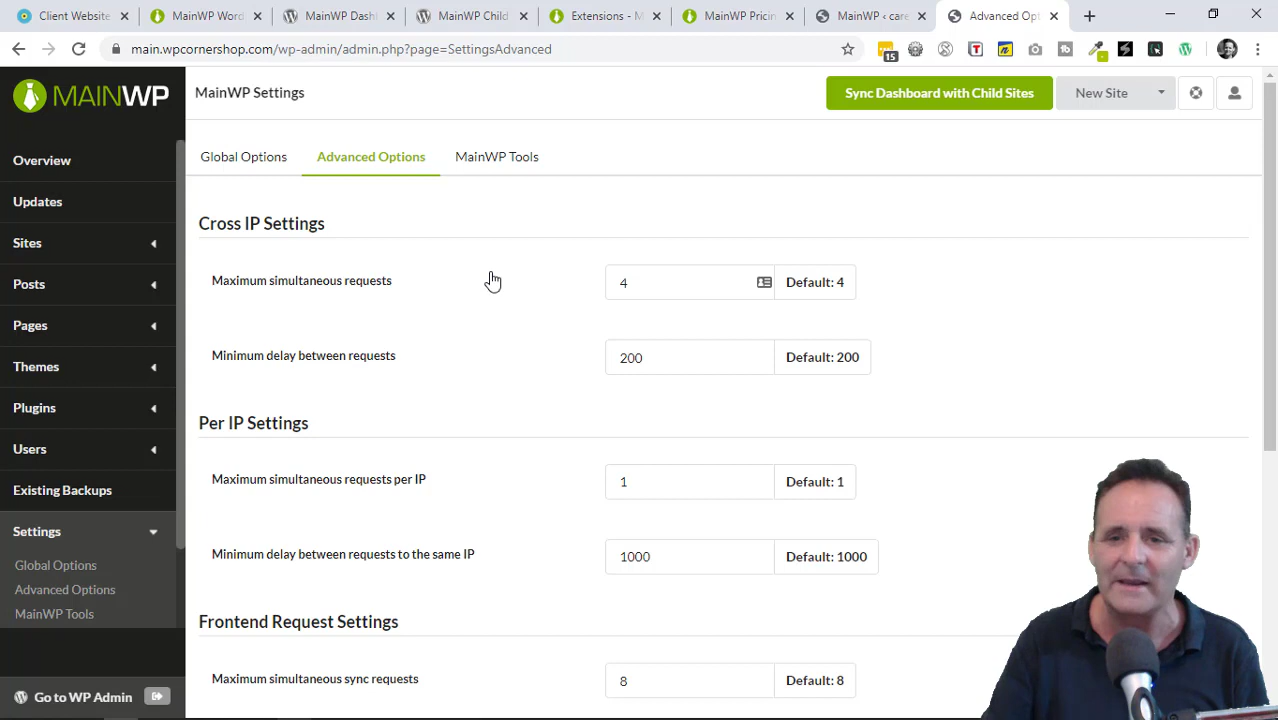 Client Website
MainWP Word
MainWP Dash
MainWP Child
Extensions - M
MainWP Pricin
MainWP ‹ care
Advanced Opt
main.wpcornershop.com/wp-admin/admin.php?page=SettingsAdvanced
15
MAINWP
MainWP Settings
Sync Dashboard with Child Sites
New Site
Overview
Updates
Sites
Posts
Pages
Themes
Plugins
Users
Existing Backups
Settings
Global Options
Advanced Options
MainWP Tools
Go to WP Admin
Global Options
Advanced Options
MainWP Tools
Cross IP Settings
Maximum simultaneous requests
4
Default: 4
Minimum delay between requests
200
Default: 200
Per IP Settings
Maximum simultaneous requests per IP
1
Default: 1
Minimum delay between requests to the same IP
1000
Default: 1000
Frontend Request Settings
Maximum simultaneous sync requests
8
Default: 8